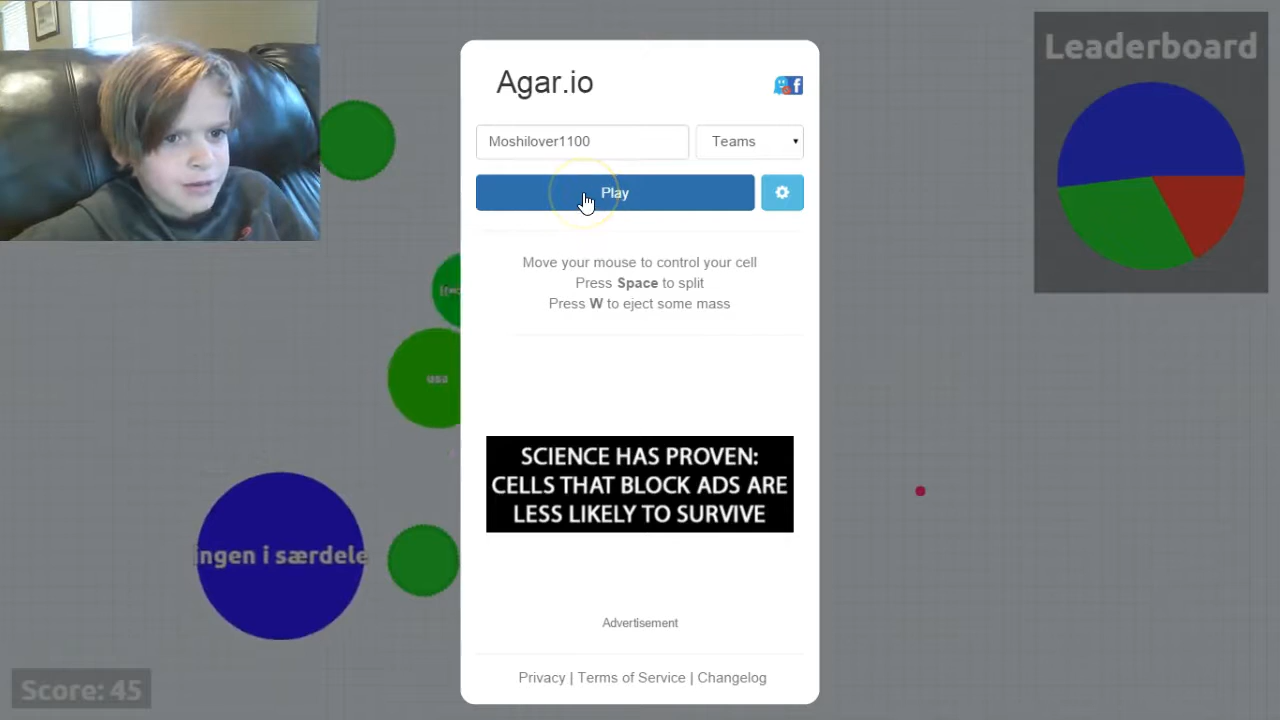 Leaderboard
Agar.io
Moshilover1100
Teams
Play
Move your mouse to control your cell
Press Space to split
Press W to eject some mass
usa
SCIENCE HAS PROVEN:
CELLS THAT BLOCK ADS ARE
LESS LIKELY TO SURVIVE
ingen i særdele
Advertisement
Privacy | Terms of Service | Changelog
Score: 45